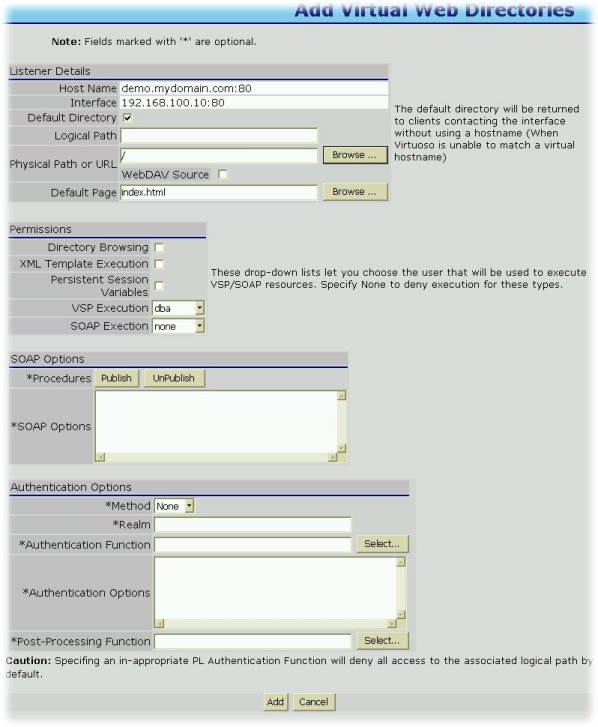 Add Virtual Web Directories
Note: Fields marked with '*' are optional.
Listener Details
Host Name demo.mydomain.com:80
Interface 192.168.100.10:80
Default Directory
Logical Path
Physical Path or URL / Browse ...
WebDAV Source
Default Page index.html Browse ...
The default directory will be returned
to clients contacting the interface
without using a hostname (When
Virtuoso is unable to match a virtual
hostname)
Permissions
Directory Browsing
XML Template Execution
Persistent Session
Variables
VSP Execution dba
SOAP Exection none
These drop-down lists let you choose the user that will be used to execute
VSP/SOAP resources. Specify None to deny execution for these types.
SOAP Options
*Procedures Publish UnPublish
*SOAP Options
Authentication Options
*Method None
*Realm
*Authentication Function Select...
*Authentication Options
*Post-Processing Function Select...
Caution: Specifing an in-appropriate PL Authentication Function will deny all access to the associated logical path by
default.
Add Cancel